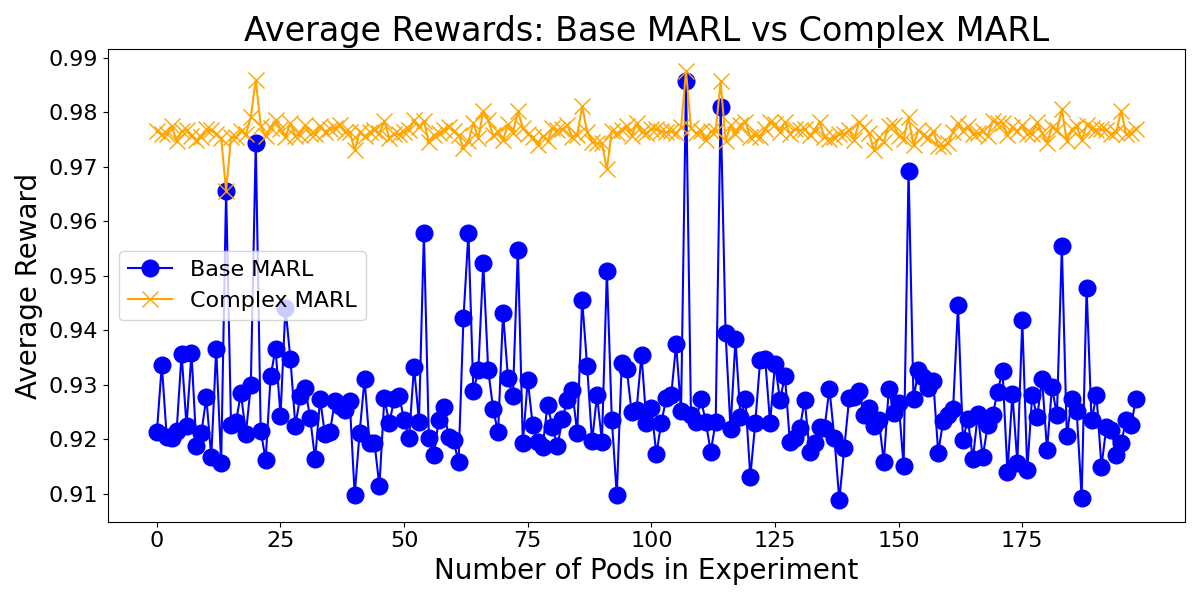 Average Rewards: Base MARL vs Complex MARL
Average Reward
0.99
0.98
0.97
0.96
0.95
0.94
0.93
0.92
0.91
Base MARL
Complex MARL
0 25 50 75 100 125 150 175
Number of Pods in Experiment